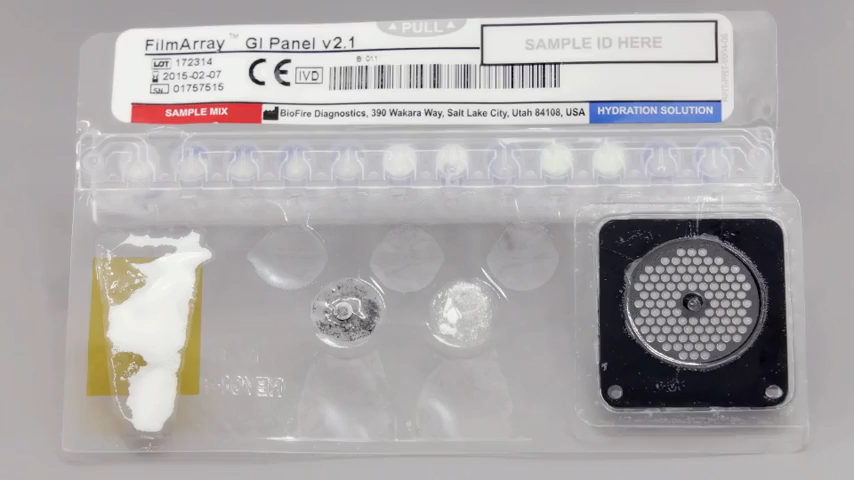 PULL
FilmArray™ GI Panel v2.1
SAMPLE ID HERE
LOT 172314
2015-02-07
SN 01757515
CE IVD
B 011
SAMPLE MIX
BioFire Diagnostics, 390 Wakara Way, Salt Lake City, Utah 84108, USA
HYDRATION SOLUTION